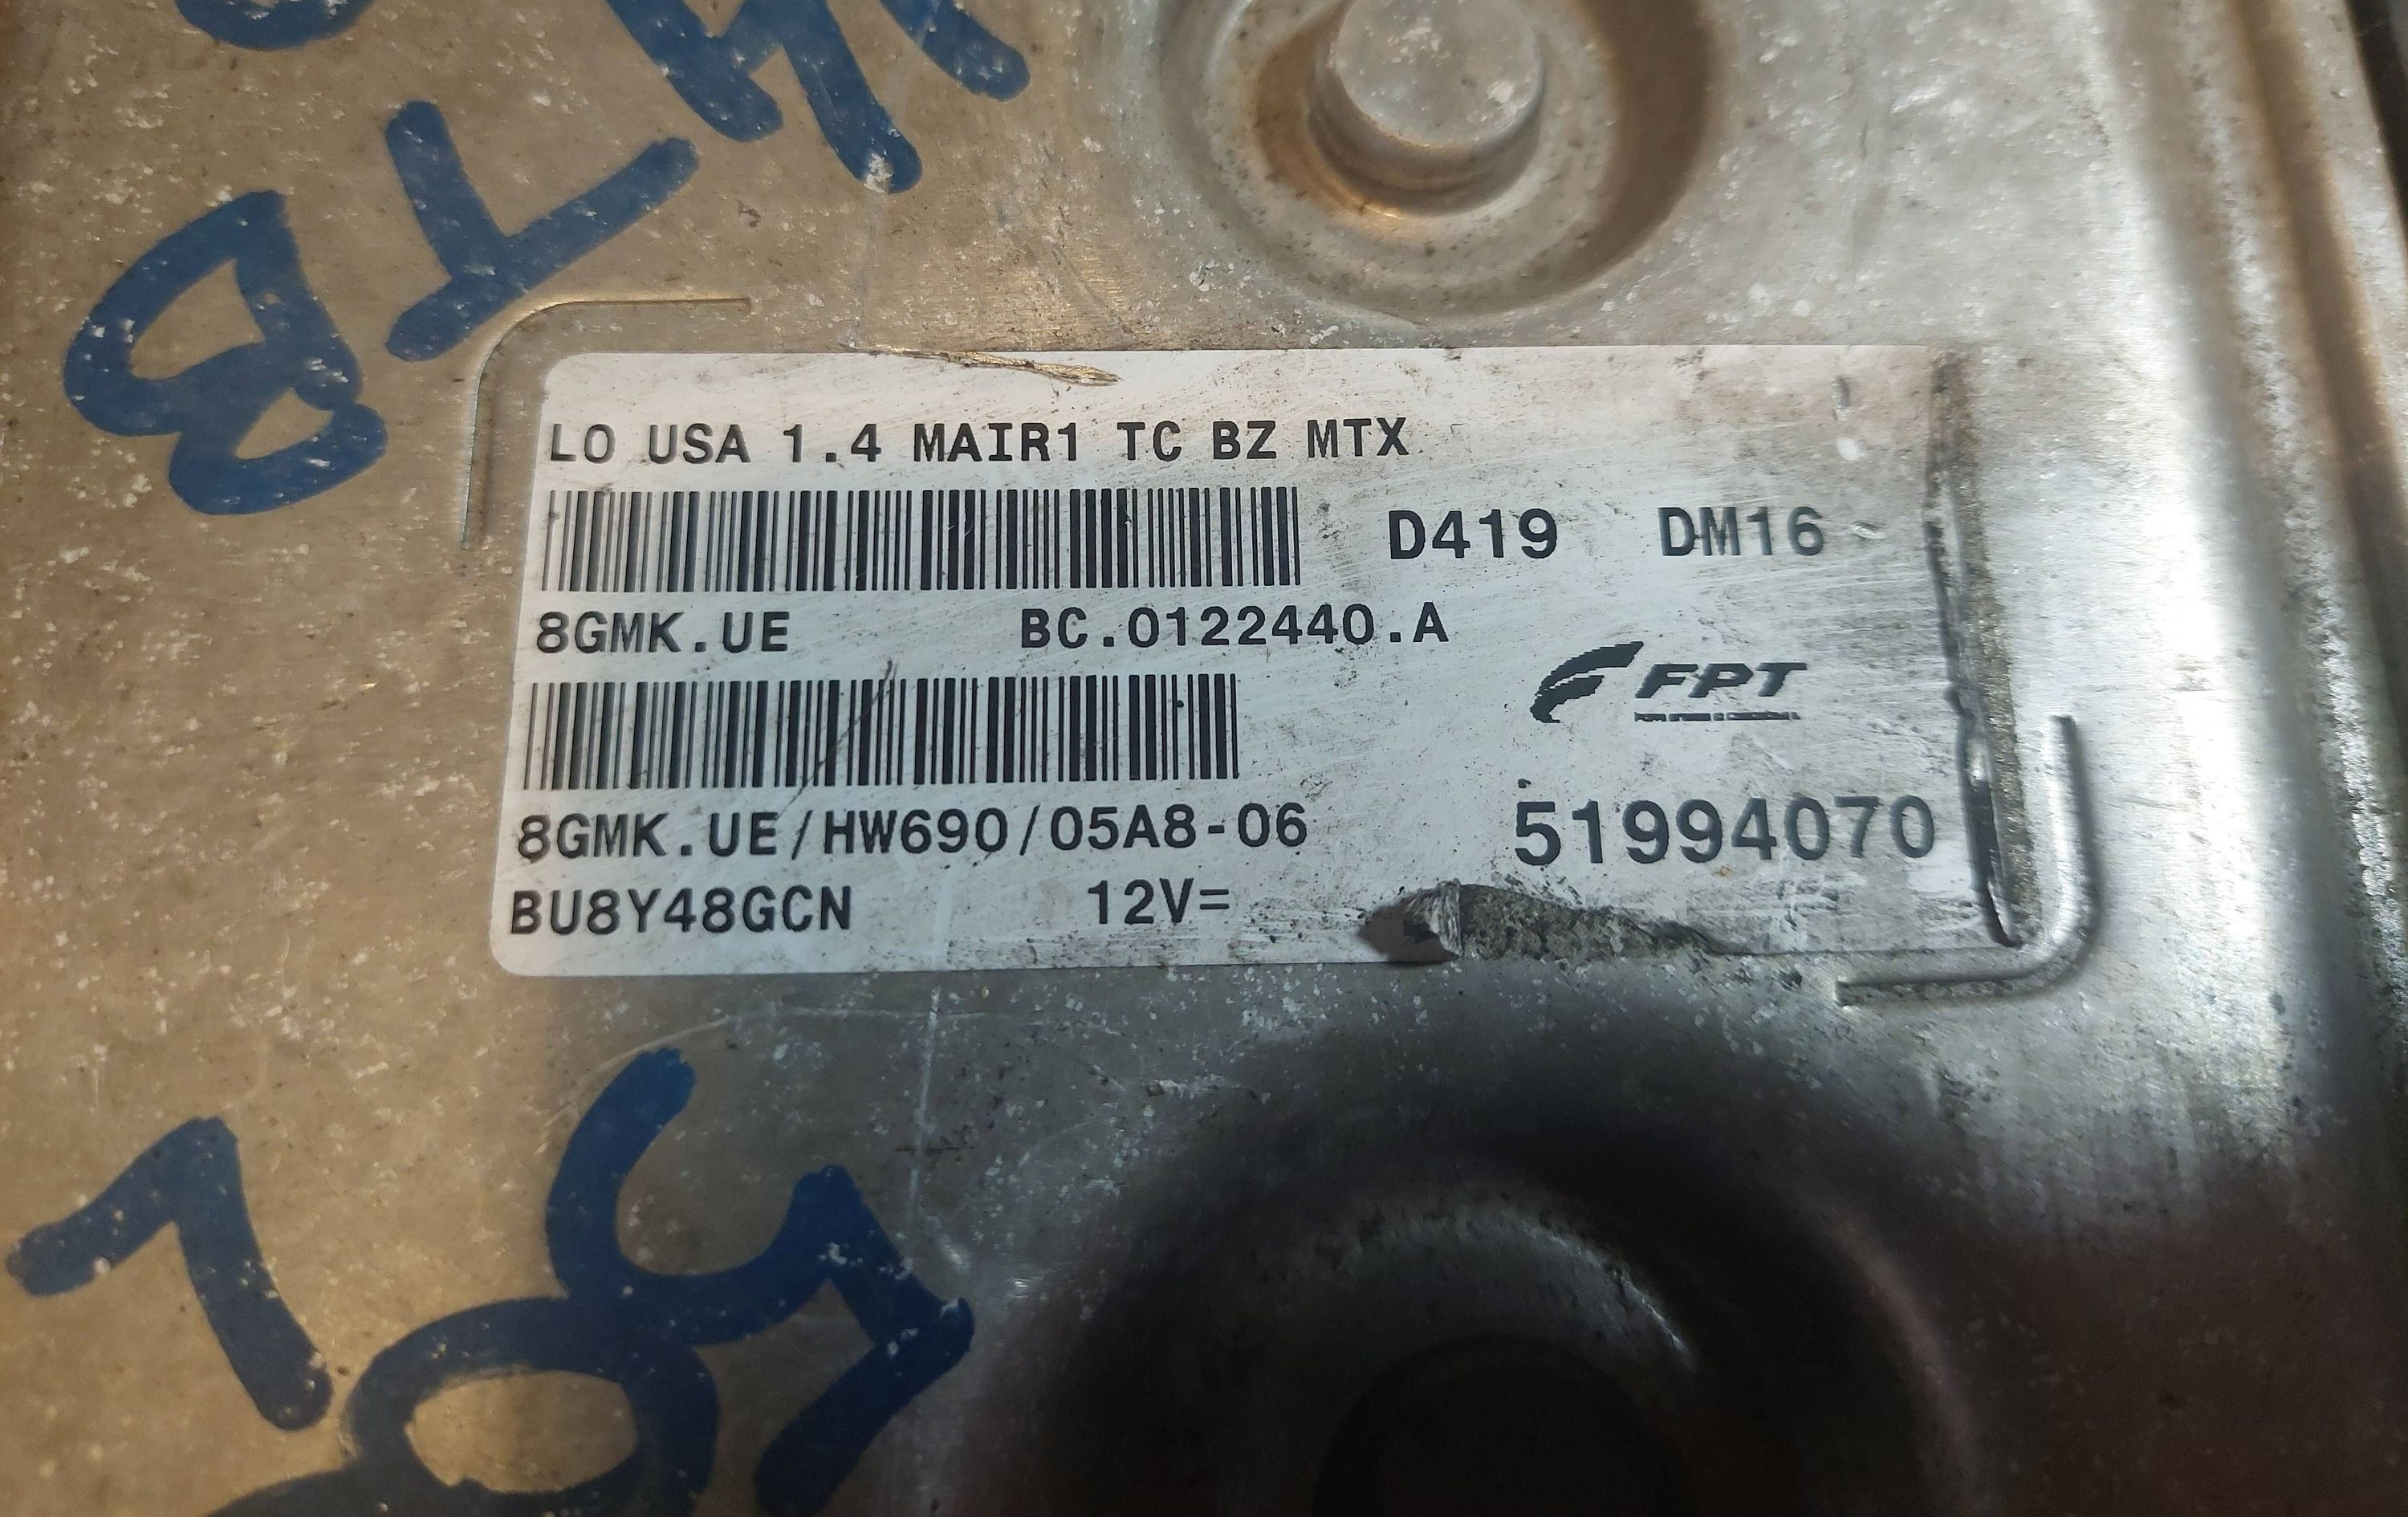 LO USA 1.4 MAIR1 TC BZ MTX
D419 DM16
8GMK.UE BC.0122440.A
FPT
8GMK.UE/HW690/05A8-06
51994070
BU8Y48GCN 12V=